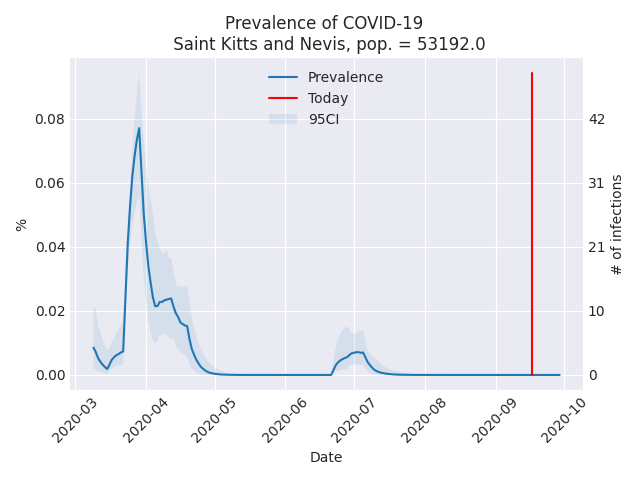 Prevalence of COVID-19
Saint Kitts and Nevis, pop. = 53192.0
Prevalence
Today
95CI
0.08
0.06
0.04
0.02
0.00
%
42
31
21
10
0
# of infections
2020-03
2020-04
2020-05
2020-06
2020-07
2020-08
2020-09
2020-10
Date